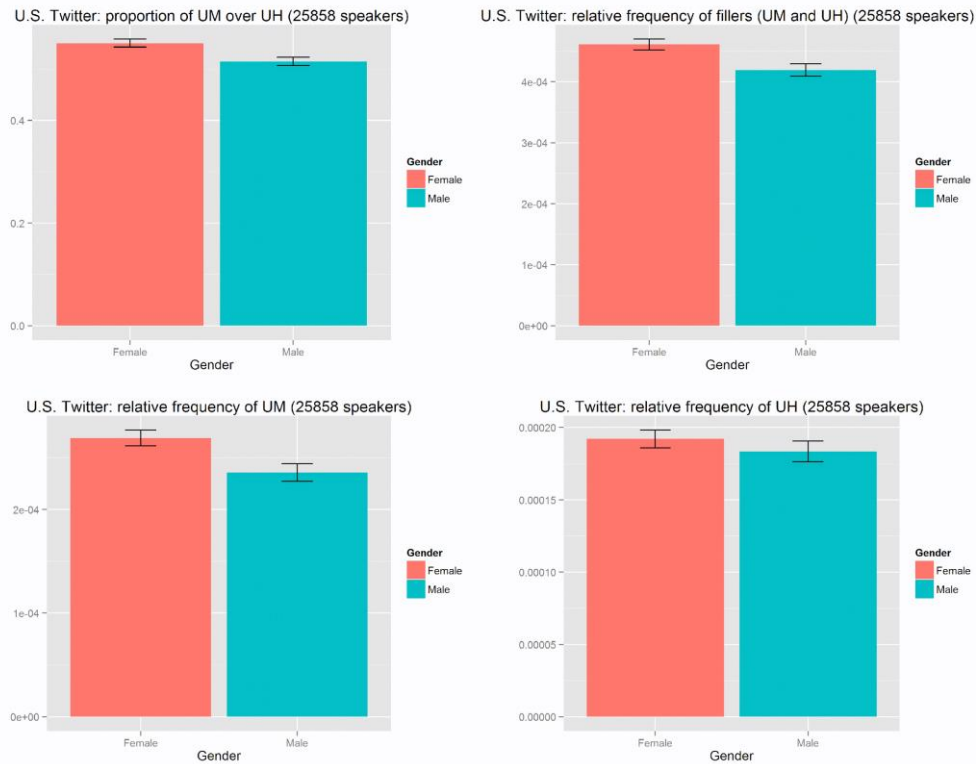 U.S. Twitter: proportion of UM over UH (25858 speakers)
0.4
0.2
0.0
Female
Male
Gender
Gender
Female
Male
U.S. Twitter: relative frequency of fillers (UM and UH) (25858 speakers)
4e-04
3e-04
2e-04
1e-04
0e+00
Female
Male
Gender
Gender
Female
Male
U.S. Twitter: relative frequency of UM (25858 speakers)
2e-04
1e-04
0e+00
Female
Male
Gender
Gender
Female
Male
U.S. Twitter: relative frequency of UH (25858 speakers)
0.00020
0.00015
0.00010
0.00005
0.00000
Female
Male
Gender
Gender
Female
Male